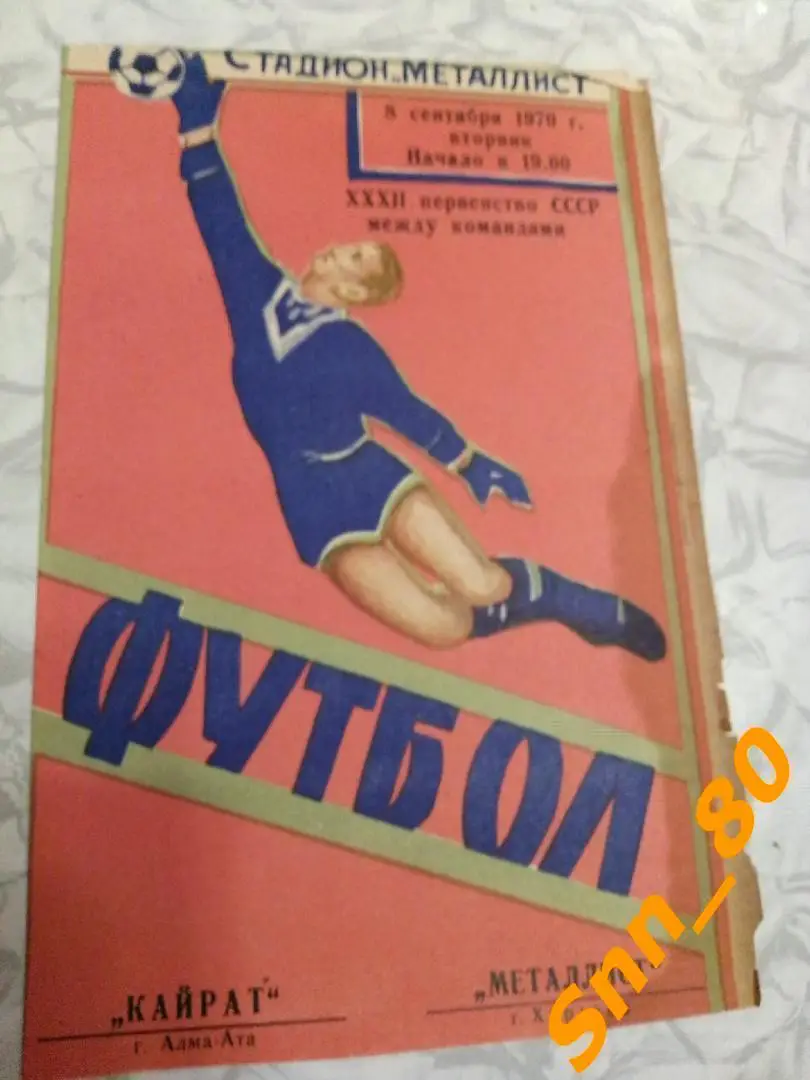 Стадион „Металлист
8 сентября 1970 г.
вторник
Начало в 19.00
XXXII первенство СССР
между командами
ФУТБОЛ
„КАЙРАТ“
г. Алма-Ата
„МЕТАЛЛИСТ“
г.
snn_80